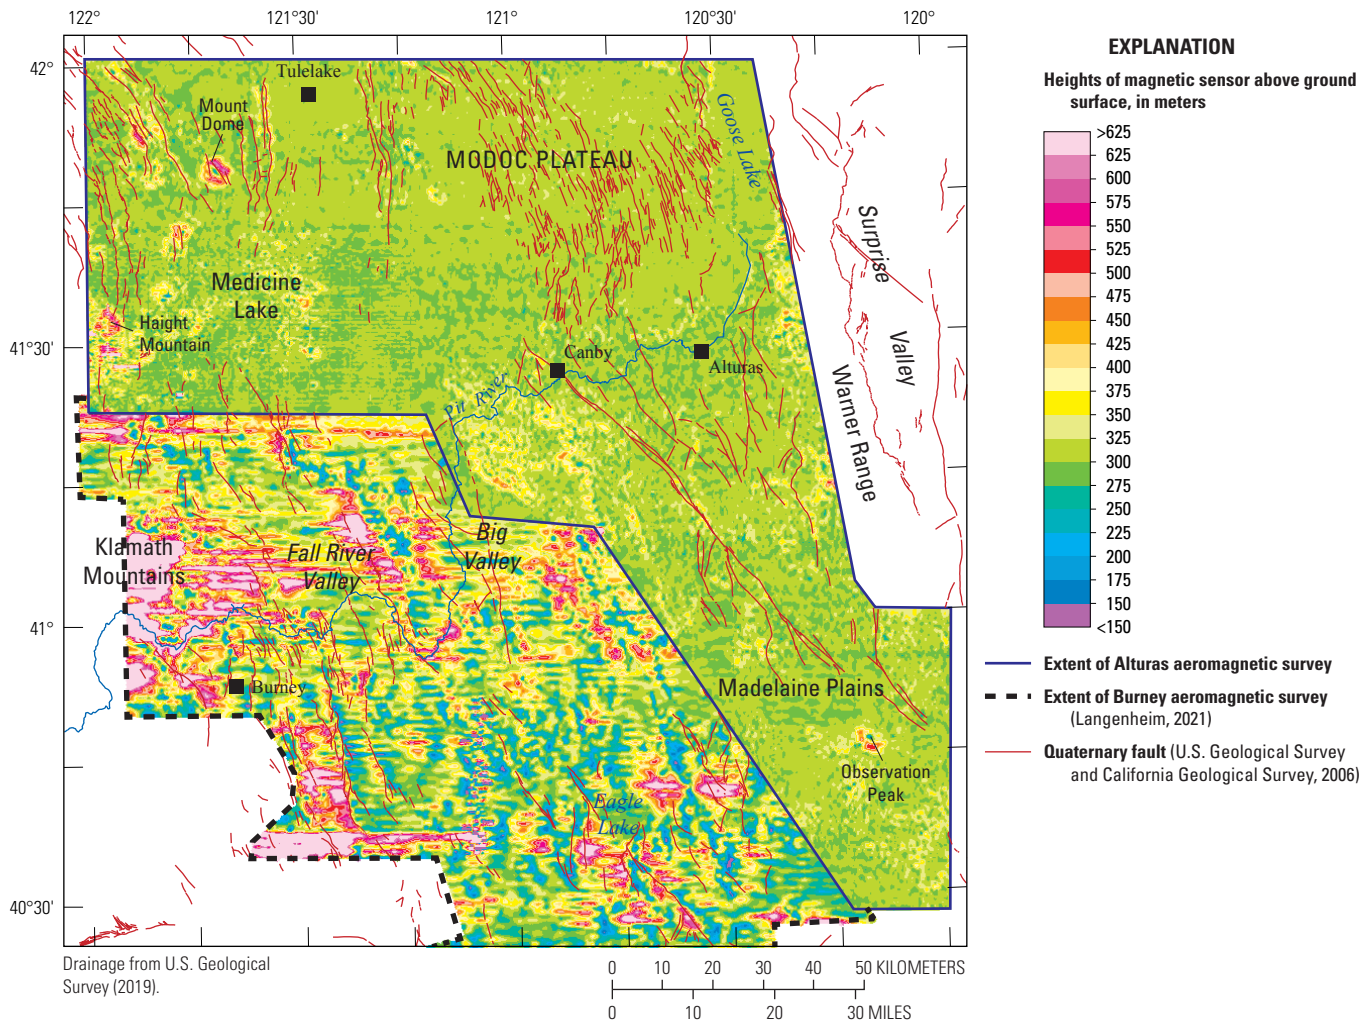 122°
121°30'
121°
120°30'
120°
42°
41°30'
41°
40°30'
Tulelake
Mount
Dome
MODOC PLATEAU
Goose Lake
Surprise
Valley
Medicine
Lake
Haight
Mountain
Canby
Alturas
Pit River
Warner Range
Klamath
Mountains
Fall River
Valley
Big
Valley
Burney
Madelaine Plains
Observation
Peak
Eagle
Lake
Drainage from U.S. Geological
Survey (2019).
0 10 20 30 40 50 KILOMETERS
0 10 20 30 MILES
EXPLANATION
Heights of magnetic sensor above ground
surface, in meters
>625
625
600
575
550
525
500
475
450
425
400
375
350
325
300
275
250
225
200
175
150
<150
Extent of Alturas aeromagnetic survey
Extent of Burney aeromagnetic survey
(Langenheim, 2021)
Quaternary fault (U.S. Geological Survey
and California Geological Survey, 2006)